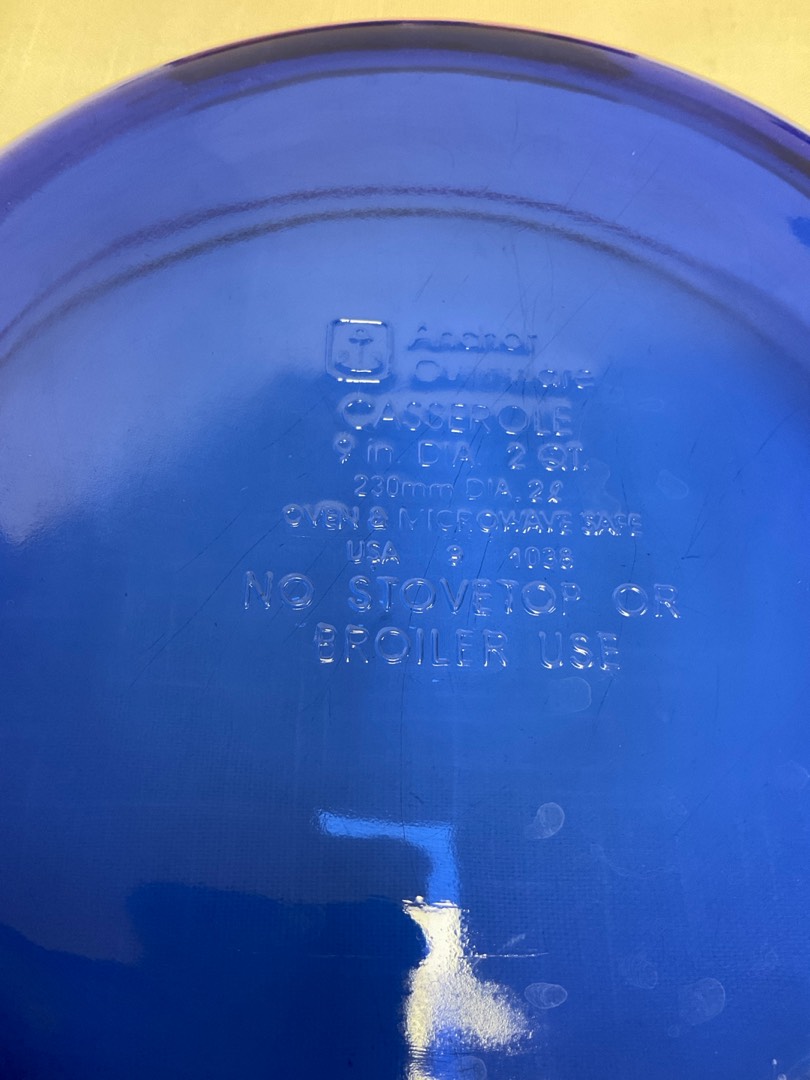 Anchor
Ovenware
CASSEROLE
9 in DIA. 2 QT.
230mm DIA. 2ℓ
OVEN & MICROWAVE SAFE
USA 3 1038
NO STOVETOP OR
BROILER USE